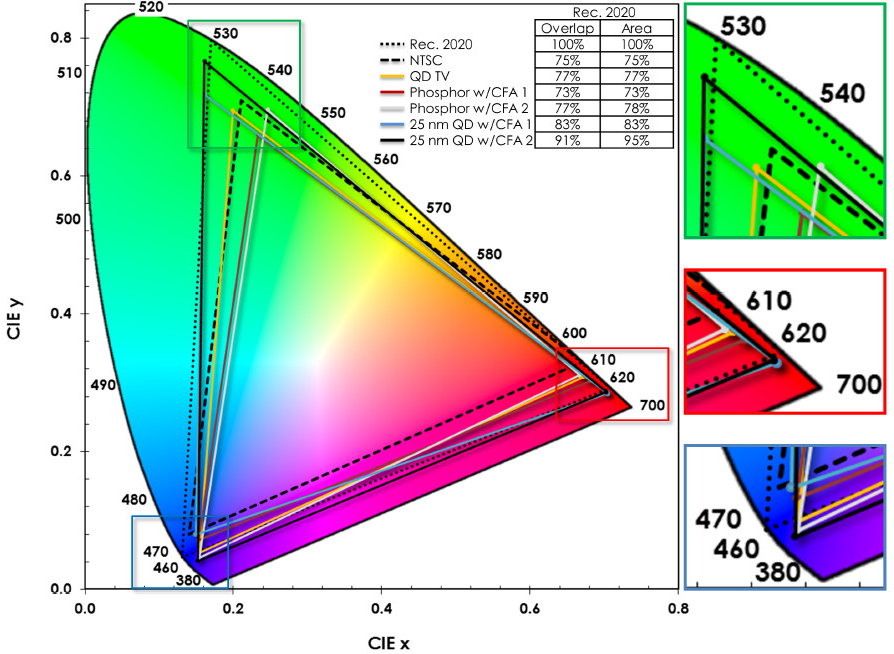 520
530
540
550
560
570
580
590
600
610
620
700
510
500
490
480
470
460
380
0.8
0.6
0.4
0.2
0.0
0.0 0.2 0.4 0.6 0.8
CIE y
CIE x
Rec. 2020
Overlap Area
Rec. 2020 100% 100%
NTSC 75% 75%
QD TV 77% 77%
Phosphor w/CFA 1 73% 73%
Phosphor w/CFA 2 77% 78%
25 nm QD w/CFA 1 83% 83%
25 nm QD w/CFA 2 91% 95%
530
540
610
620
700
470
460
380